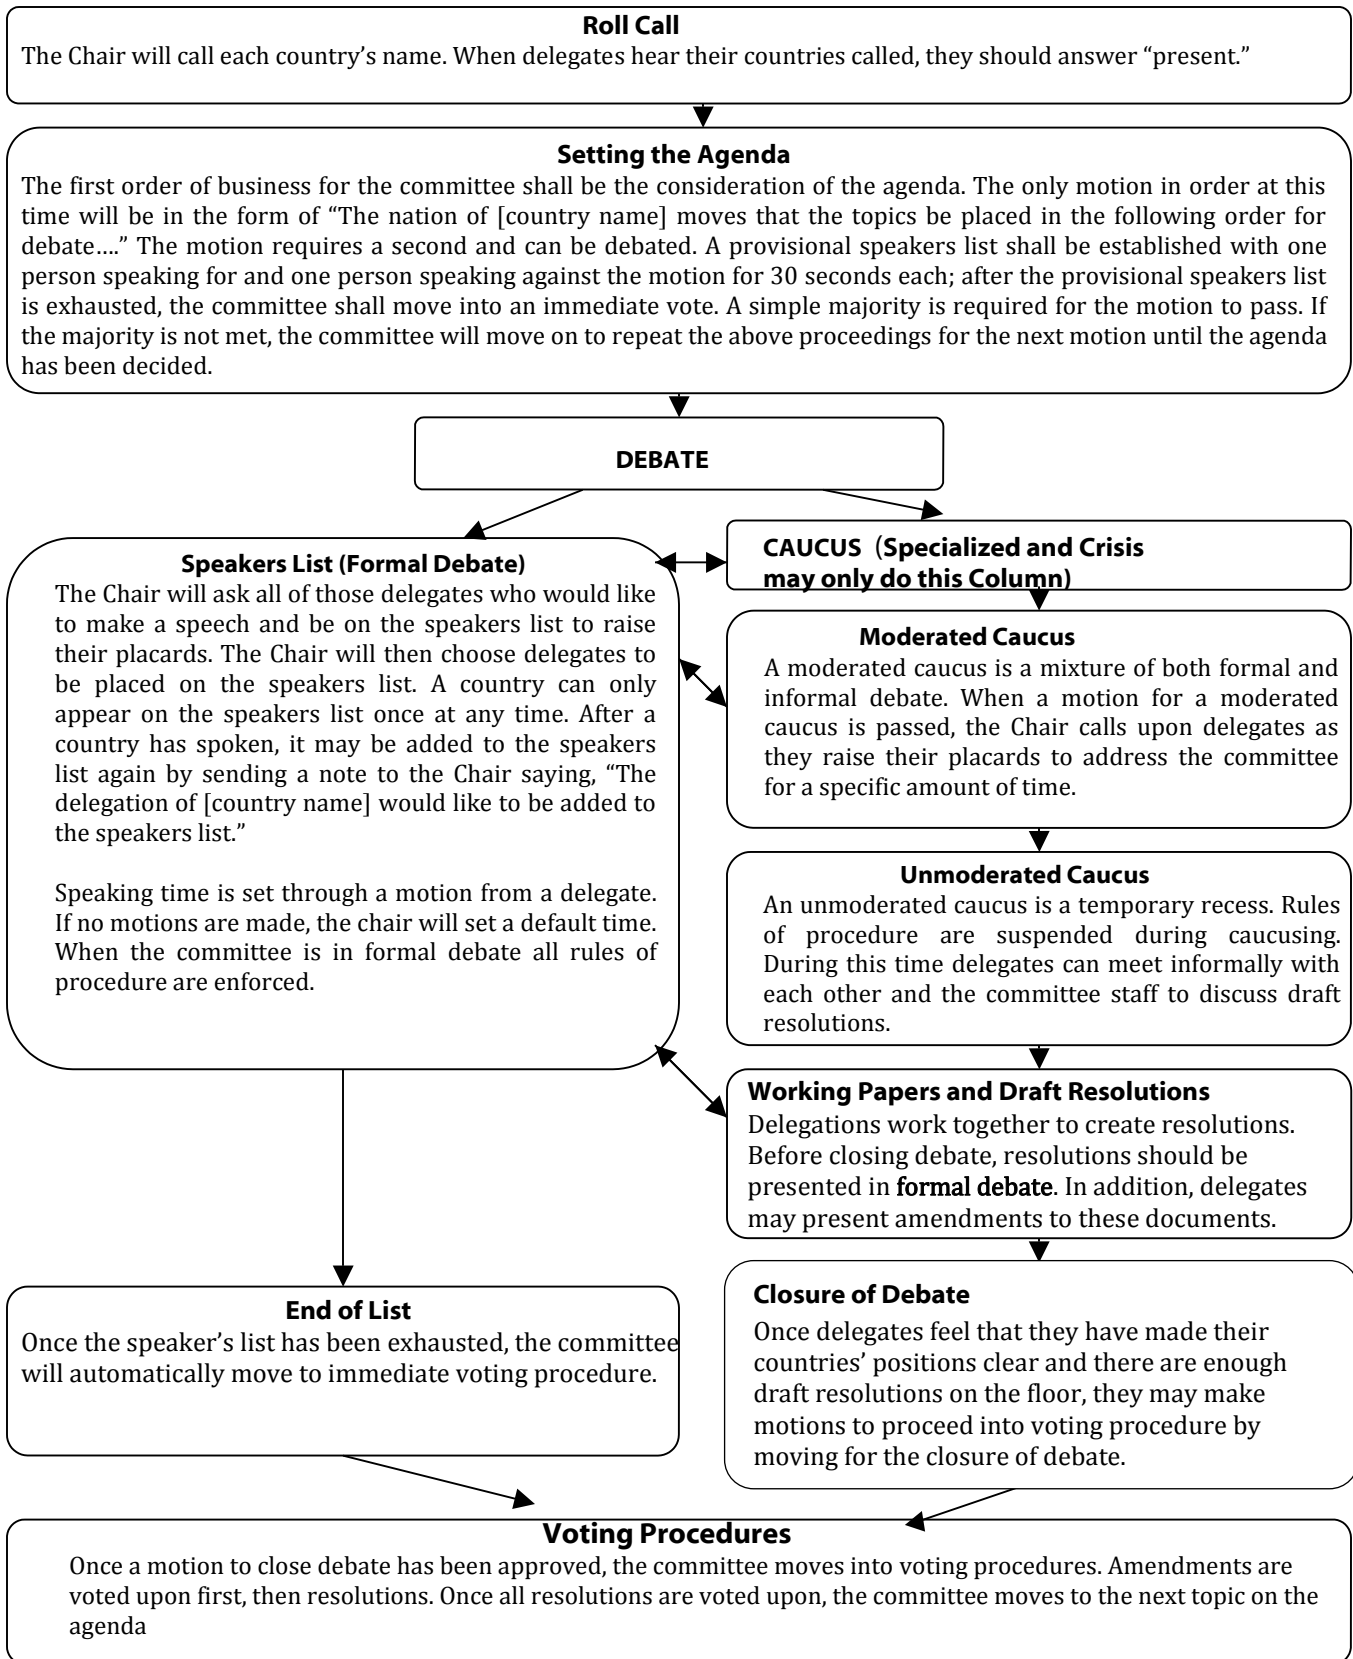 Roll Call
The Chair will call each country’s name. When delegates hear their countries called, they should answer “present.”
Setting the Agenda
The first order of business for the committee shall be the consideration of the agenda. The only motion in order at this
time will be in the form of “The nation of [country name] moves that the topics be placed in the following order for
debate….” The motion requires a second and can be debated. A provisional speakers list shall be established with one
person speaking for and one person speaking against the motion for 30 seconds each; after the provisional speakers list
is exhausted, the committee shall move into an immediate vote. A simple majority is required for the motion to pass. If
the majority is not met, the committee will move on to repeat the above proceedings for the next motion until the agenda
has been decided.
DEBATE
Speakers List (Formal Debate)
The Chair will ask all of those delegates who would like
to make a speech and be on the speakers list to raise
their placards. The Chair will then choose delegates to
be placed on the speakers list. A country can only
appear on the speakers list once at any time. After a
country has spoken, it may be added to the speakers
list again by sending a note to the Chair saying, “The
delegation of [country name] would like to be added to
the speakers list.”
Speaking time is set through a motion from a delegate.
If no motions are made, the chair will set a default time.
When the committee is in formal debate all rules of
procedure are enforced.
CAUCUS (Specialized and Crisis
may only do this Column)
Moderated Caucus
A moderated caucus is a mixture of both formal and
informal debate. When a motion for a moderated
caucus is passed, the Chair calls upon delegates as
they raise their placards to address the committee
for a specific amount of time.
Unmoderated Caucus
An unmoderated caucus is a temporary recess. Rules
of procedure are suspended during caucusing.
During this time delegates can meet informally with
each other and the committee staff to discuss draft
resolutions.
Working Papers and Draft Resolutions
Delegations work together to create resolutions.
Before closing debate, resolutions should be
presented in formal debate. In addition, delegates
may present amendments to these documents.
End of List
Once the speaker’s list has been exhausted, the committee
will automatically move to immediate voting procedure.
Closure of Debate
Once delegates feel that they have made their
countries’ positions clear and there are enough
draft resolutions on the floor, they may make
motions to proceed into voting procedure by
moving for the closure of debate.
Voting Procedures
Once a motion to close debate has been approved, the committee moves into voting procedures. Amendments are
voted upon first, then resolutions. Once all resolutions are voted upon, the committee moves to the next topic on the
agenda